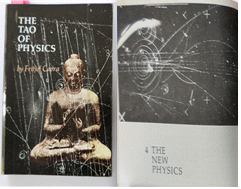 THE
TAO OF
PHYSICS
by Fritjof Capra
4 THE
NEW
PHYSICS